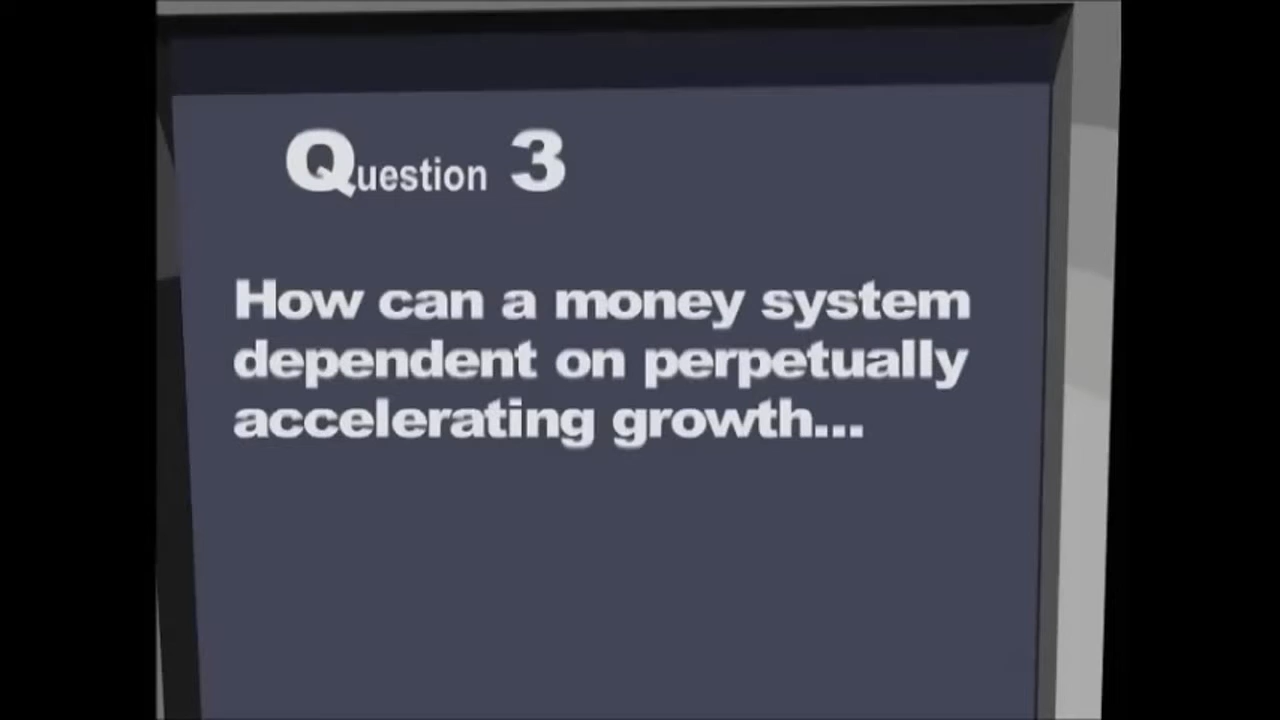 Question 3
How can a money system
dependent on perpetually
accelerating growth...